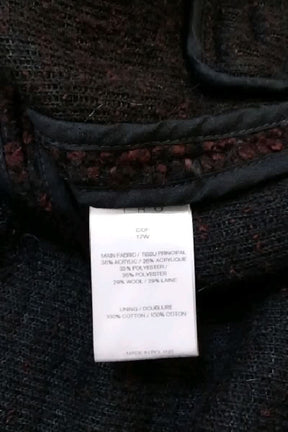 12W
MAIN FABRIC / TISSU PRINCIPAL
36% ACRYLIC / 36% ACRYLIQUE
35% POLYESTER /
35% POLYESTER
29% WOOL / 29% LAINE
LINING / DOUBLURE
100% COTTON / 100% COTON
MADE IN